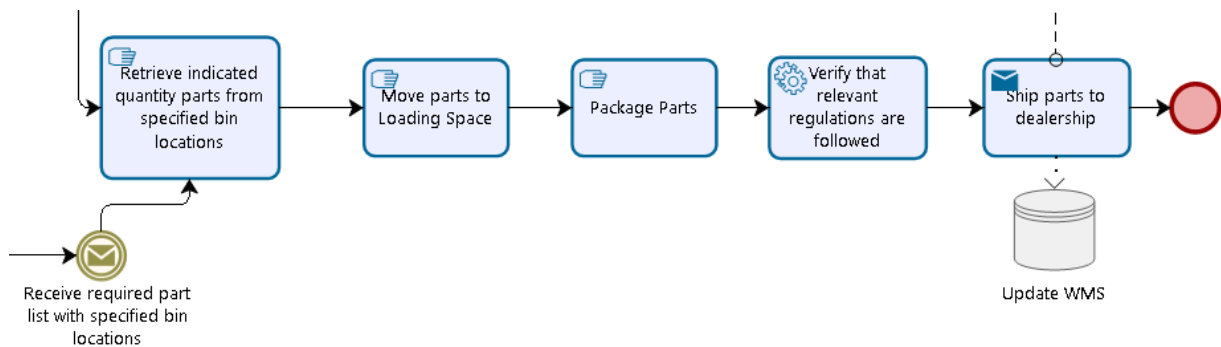 Retrieve indicated
quantity parts from
specified bin
locations
Move parts to
Loading Space
Package Parts
Verify that
relevant
regulations are
followed
Ship parts to
dealership
Receive required part
list with specified bin
locations
Update WMS